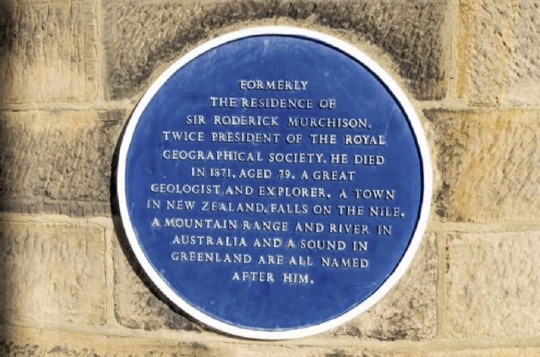 FORMERLY
THE RESIDENCE OF
SIR RODERICK MURCHISON,
TWICE PRESIDENT OF THE ROYAL
GEOGRAPHICAL SOCIETY. HE DIED
IN 1871, AGED 79. A GREAT
GEOLOGIST AND EXPLORER. A TOWN
IN NEW ZEALAND, FALLS ON THE NILE,
A MOUNTAIN RANGE AND RIVER IN
AUSTRALIA AND A SOUND IN
GREENLAND ARE ALL NAMED
AFTER HIM.